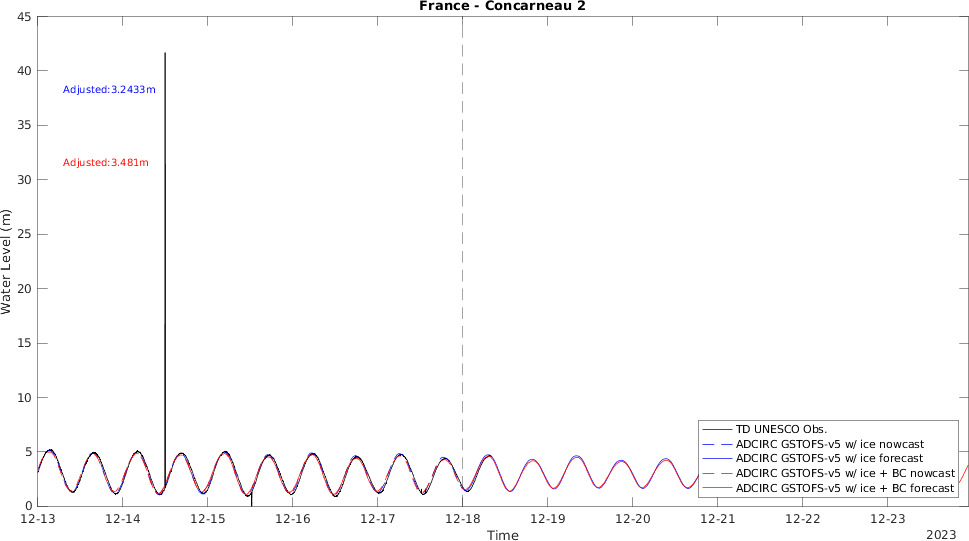 France - Concarneau 2
45
40
35
30
25
20
15
10
5
0
Water Level (m)
Adjusted:3.2433m
Adjusted:3.481m
TD UNESCO Obs.
ADCIRC GSTOFS-v5 w/ ice nowcast
ADCIRC GSTOFS-v5 w/ ice forecast
ADCIRC GSTOFS-v5 w/ ice + BC nowcast
ADCIRC GSTOFS-v5 w/ ice + BC forecast
12-13 12-14 12-15 12-16 12-17 12-18 12-19 12-20 12-21 12-22 12-23
Time
2023